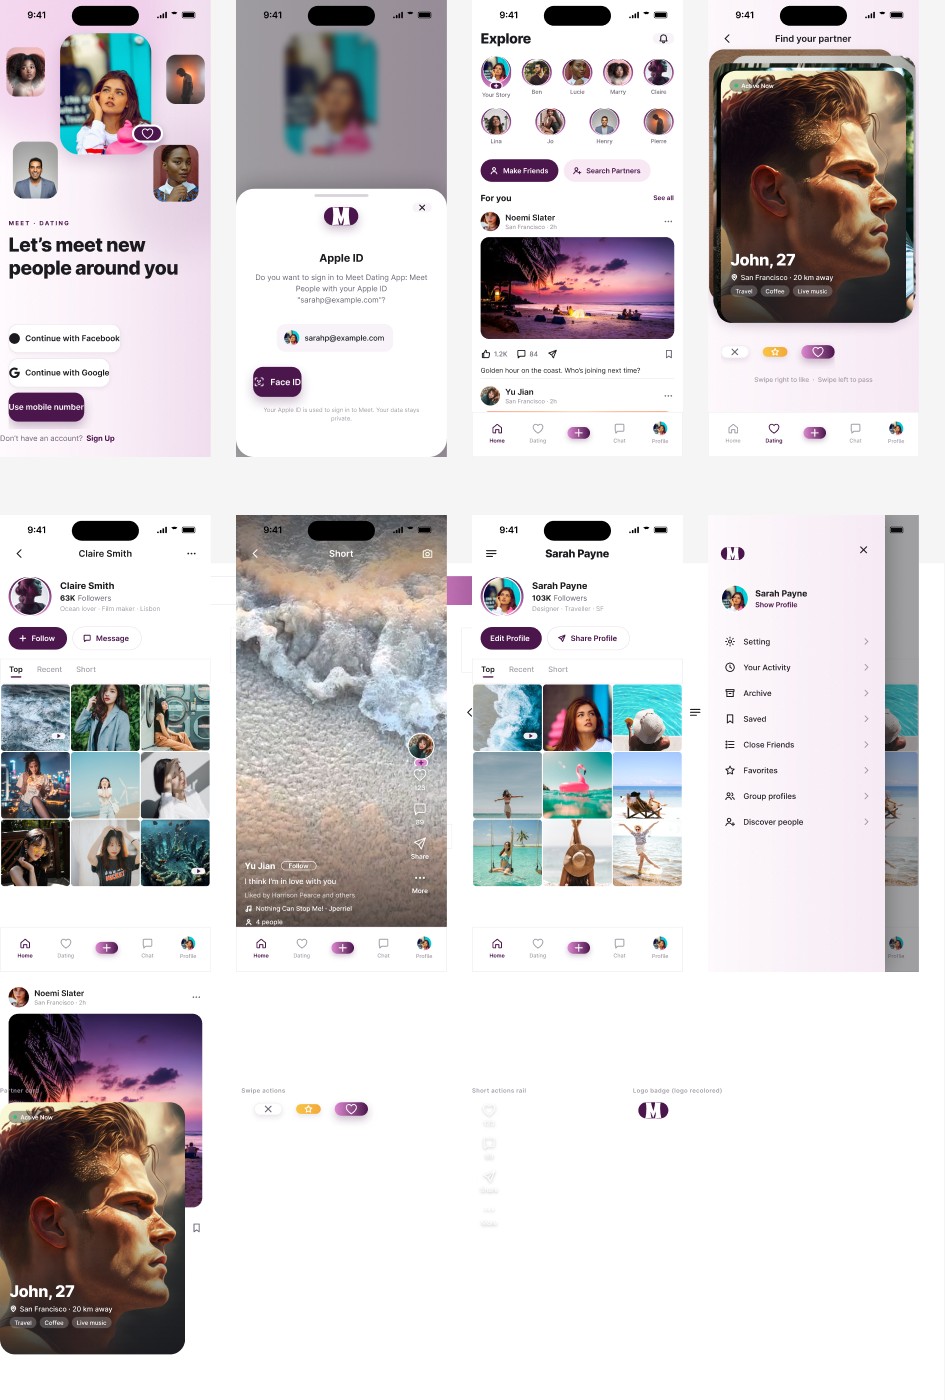 9:41
MEET · DATING
Let's meet new
people around you
Continue with Facebook
Continue with Google
Use mobile number
Don't have an account? Sign Up
M
Apple ID
Do you want to sign in to Meet Dating App: Meet
People with your Apple ID
"sarahp@example.com"?
sarahp@example.com
Face ID
Your Apple ID is used to sign in to Meet. Your data stays
private.
9:41
Explore
Your Story
Ben
Lucie
Marry
Claire
Lina
Jo
Henry
Pierre
Make Friends
Search Partners
For you
See all
Noemi Slater
San Francisco · 2h
1.2K
84
Golden hour on the coast. Who's joining next time?
Yu Jian
San Francisco · 2h
Home
Dating
Chat
Profile
9:41
Find your partner
Active Now
John, 27
San Francisco · 20 km away
Travel
Coffee
Live music
Swipe right to like · Swipe left to pass
Home
Dating
Chat
Profile
9:41
Claire Smith
Claire Smith
63K Followers
Ocean lover · Film maker · Lisbon
Follow
Message
Top
Recent
Short
Home
Dating
Chat
Profile
9:41
Short
Share
More
Yu Jian
Follow
I think I'm in love with you
Liked by Harrison Pearce and others
Nothing Can Stop Me! · Jperriel
4 people
Home
Dating
Chat
Profile
9:41
Sarah Payne
Sarah Payne
103K Followers
Designer · Traveller · SF
Edit Profile
Share Profile
Top
Recent
Short
Home
Dating
Chat
Profile
M
Sarah Payne
Show Profile
Setting
Your Activity
Archive
Saved
Close Friends
Favorites
Group profiles
Discover people
Profile
Noemi Slater
San Francisco · 2h
Partner card
Active Now
John, 27
San Francisco · 20 km away
Travel
Coffee
Live music
Swipe actions
Short actions rail
Logo badge (logo recolored)
M